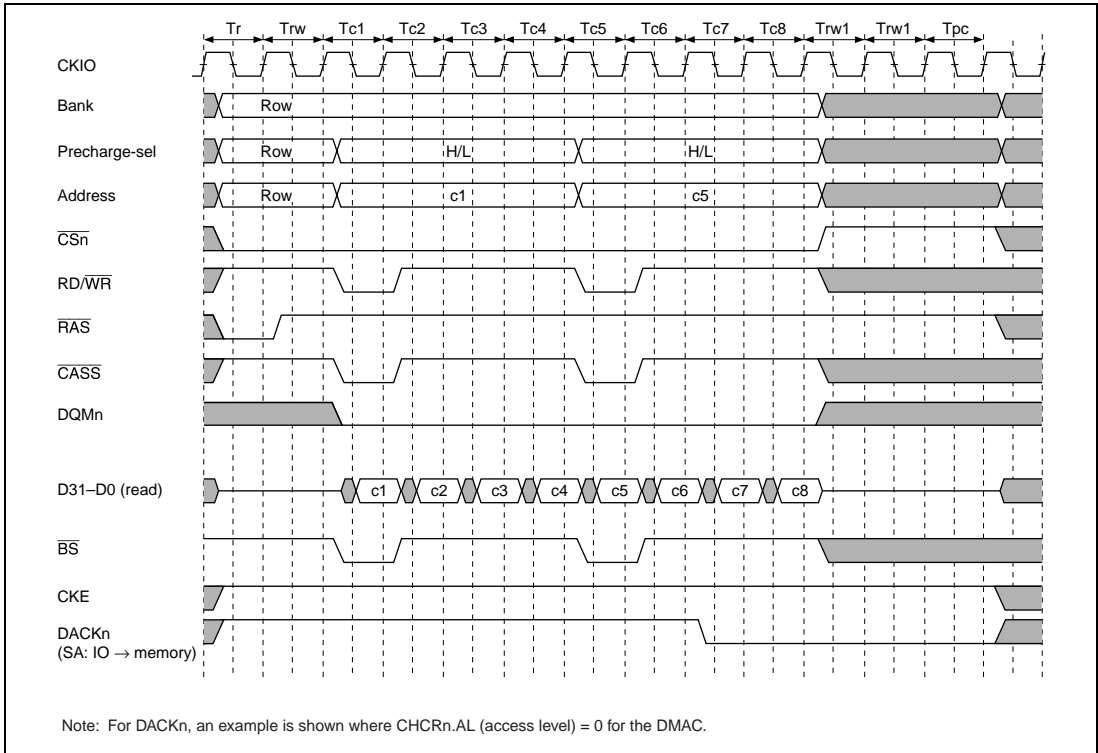 Tr Trw Tc1 Tc2 Tc3 Tc4 Tc5 Tc6 Tc7 Tc8 Trw1 Trw1 Tpc
CKIO
Bank Row
Precharge-sel Row H/L H/L
Address Row c1 c5
CSn
RD/WR
RAS
CASS
DQMn
D31–D0 (read) c1 c2 c3 c4 c5 c6 c7 c8
BS
CKE
DACKn
(SA: IO → memory)
Note: For DACKn, an example is shown where CHCRn.AL (access level) = 0 for the DMAC.